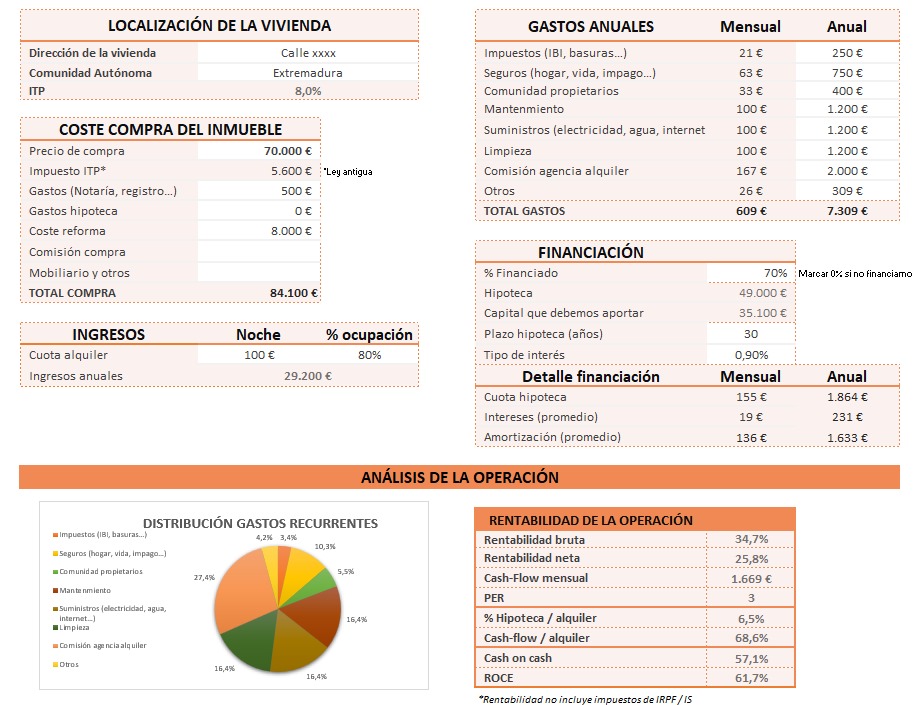 LOCALIZACIÓN DE LA VIVIENDA
Dirección de la vivienda Calle xxxx
Comunidad Autónoma Extremadura
ITP 8,0%
COSTE COMPRA DEL INMUEBLE
Precio de compra 70.000 €
Impuesto ITP* 5.600 € *Ley antigua
Gastos (Notaría, registro...) 500 €
Gastos hipoteca 0 €
Coste reforma 8.000 €
Comisión compra
Mobiliario y otros
TOTAL COMPRA 84.100 €
INGRESOS Noche % ocupación
Cuota alquiler 100 € 80%
Ingresos anuales 29.200 €
GASTOS ANUALES Mensual Anual
Impuestos (IBI, basuras...) 21 € 250 €
Seguros (hogar, vida, impago...) 63 € 750 €
Comunidad propietarios 33 € 400 €
Mantenmiento 100 € 1.200 €
Suministros (electricidad, agua, internet 100 € 1.200 €
Limpieza 100 € 1.200 €
Comisión agencia alquiler 167 € 2.000 €
Otros 26 € 309 €
TOTAL GASTOS 609 € 7.309 €
FINANCIACIÓN
% Financiado 70% Marcar 0% si no financiamo
Hipoteca 49.000 €
Capital que debemos aportar 35.100 €
Plazo hipoteca (años) 30
Tipo de interés 0,90%
Detalle financiación Mensual Anual
Cuota hipoteca 155 € 1.864 €
Intereses (promedio) 19 € 231 €
Amortización (promedio) 136 € 1.633 €
ANÁLISIS DE LA OPERACIÓN
DISTRIBUCIÓN GASTOS RECURRENTES
Impuestos (IBI, basuras...)
Seguros (hogar, vida, impago...)
Comunidad propietarios
Mantenmiento
Suministros (electricidad, agua,
internet...)
Limpieza
Comisión agencia alquiler
Otros
4,2% 3,4%
10,3%
5,5%
27,4%
16,4%
16,4%
16,4%
RENTABILIDAD DE LA OPERACIÓN
Rentabilidad bruta 34,7%
Rentabilidad neta 25,8%
Cash-Flow mensual 1.669 €
PER 3
% Hipoteca / alquiler 6,5%
Cash-flow / alquiler 68,6%
Cash on cash 57,1%
ROCE 61,7%
*Rentabilidad no incluye impuestos de IRPF / IS